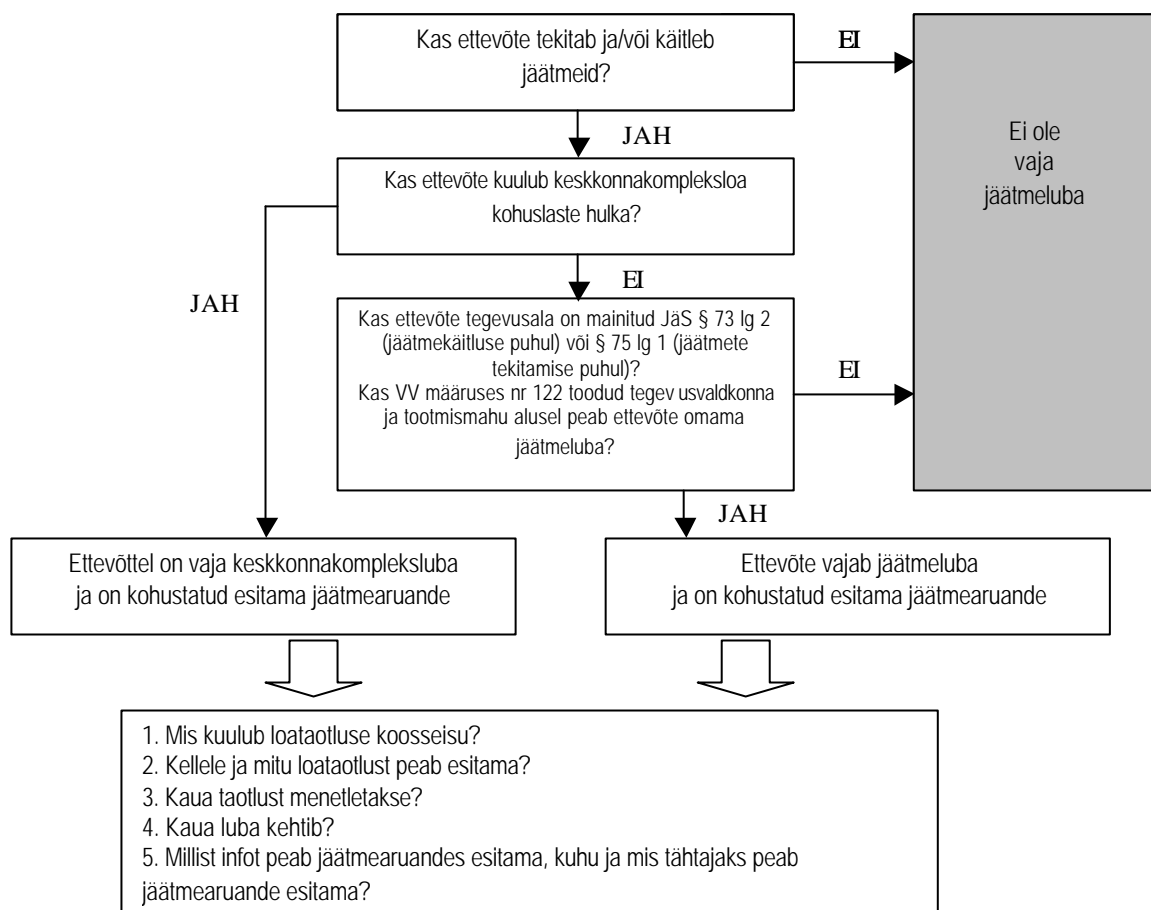 Kas ettevõte tekitab ja/või käitleb
jäätmeid?
EI
Ei ole
vaja
jäätmeluba
JAH
Kas ettevõte kuulub keskkonnakompleksloa
kohuslaste hulka?
JAH
EI
Kas ettevõte tegevusala on mainitud JäS § 73 lg 2
(jäätmekäitluse puhul) või § 75 lg 1 (jäätmete
tekitamise puhul)?
Kas VV määruses nr 122 toodud tegev usvaldkonna
ja tootmismahu alusel peab ettevõte omama
jäätmeluba?
EI
JAH
Ettevõttel on vaja keskkonnakompleksluba
ja on kohustatud esitama jäätmearuande
Ettevõte vajab jäätmeluba
ja on kohustatud esitama jäätmearuande
1. Mis kuulub loataotluse koosseisu?
2. Kellele ja mitu loataotlust peab esitama?
3. Kaua taotlust menetletakse?
4. Kaua luba kehtib?
5. Millist infot peab jäätmearuandes esitama, kuhu ja mis tähtajaks peab
jäätmearuande esitama?